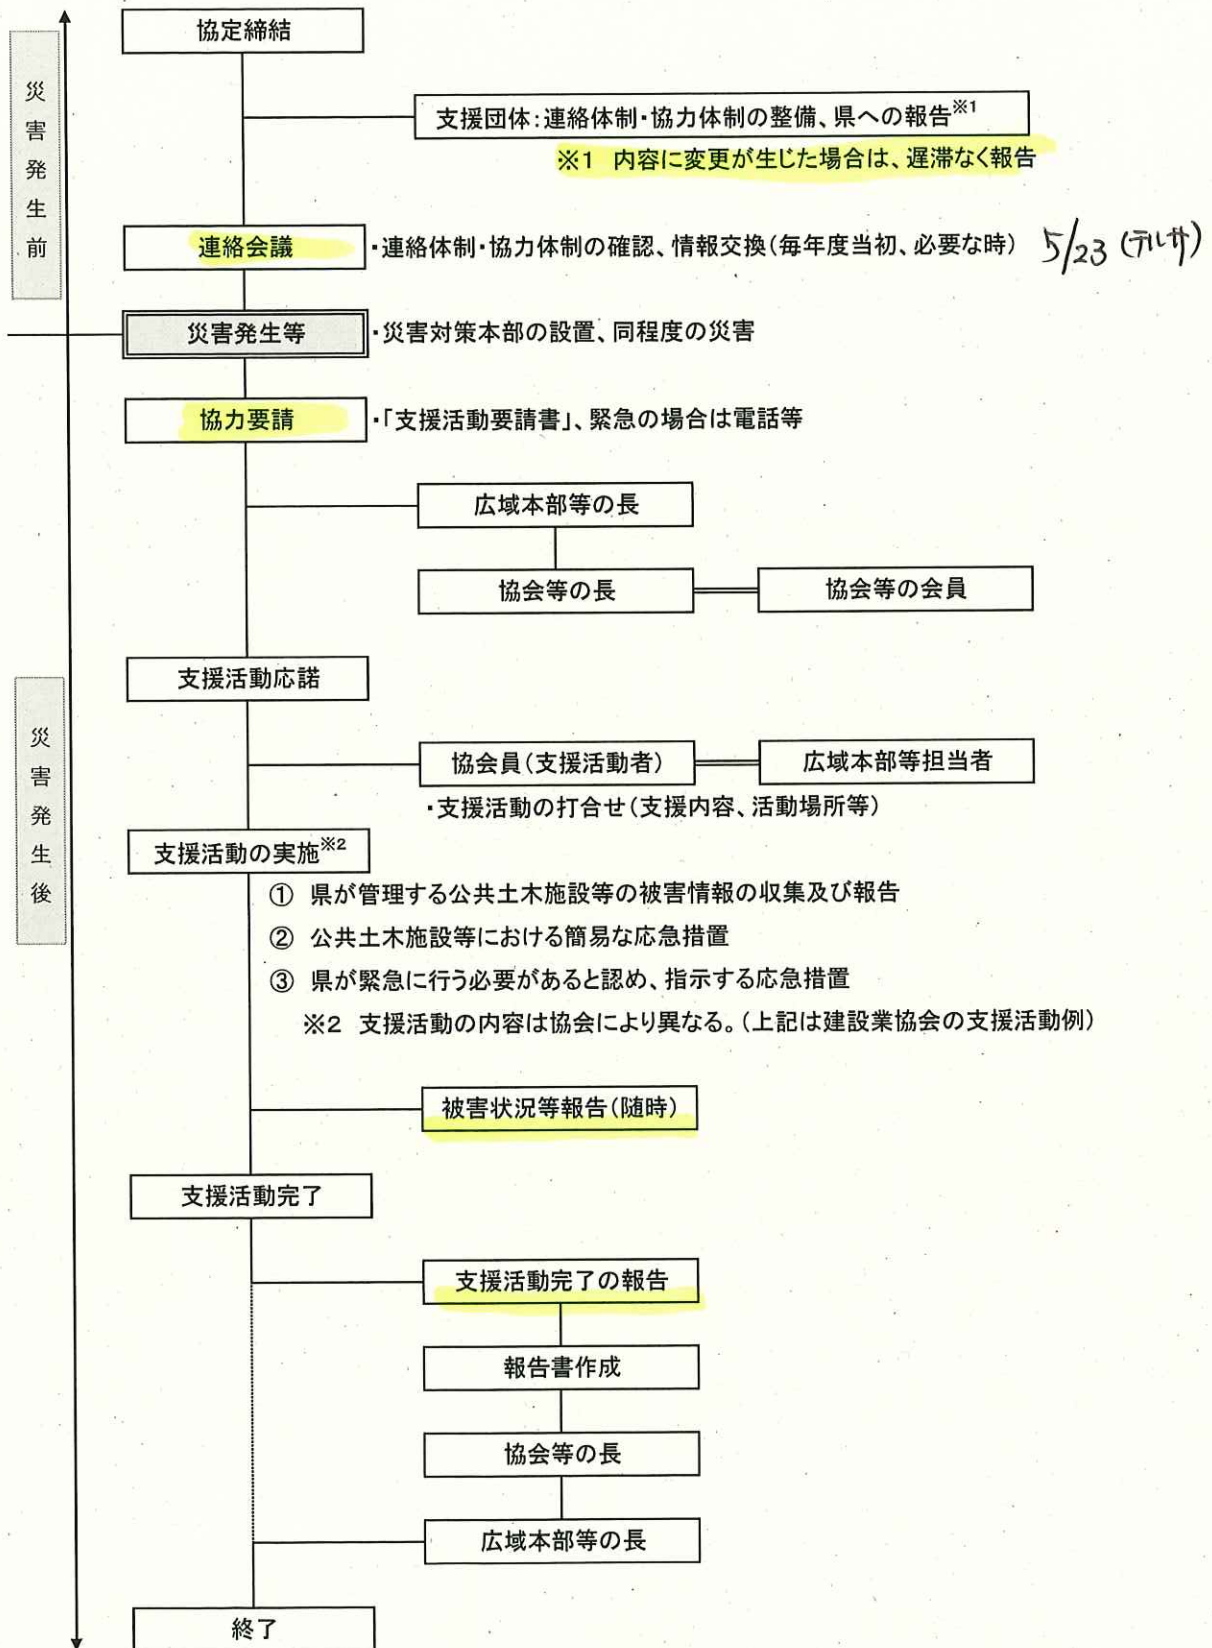 災害発生前
協定締結
支援団体：連絡体制・協力体制の整備、県への報告※1
※1　内容に変更が生じた場合は、遅滞なく報告
連絡会議
・連絡体制・協力体制の確認、情報交換（毎年度当初、必要な時）
5/23（テルサ）
災害発生等
・災害対策本部の設置、同程度の災害
協力要請
・「支援活動要請書」、緊急の場合は電話等
広域本部等の長
協会等の長
協会等の会員
災害発生後
支援活動応諾
協会員（支援活動者）
広域本部等担当者
・支援活動の打合せ（支援内容、活動場所等）
支援活動の実施※2
①　県が管理する公共土木施設等の被害情報の収集及び報告
②　公共土木施設等における簡易な応急措置
③　県が緊急に行う必要があると認め、指示する応急措置
※2　支援活動の内容は協会により異なる。（上記は建設業協会の支援活動例）
被害状況等報告（随時）
支援活動完了
支援活動完了の報告
報告書作成
協会等の長
広域本部等の長
終了